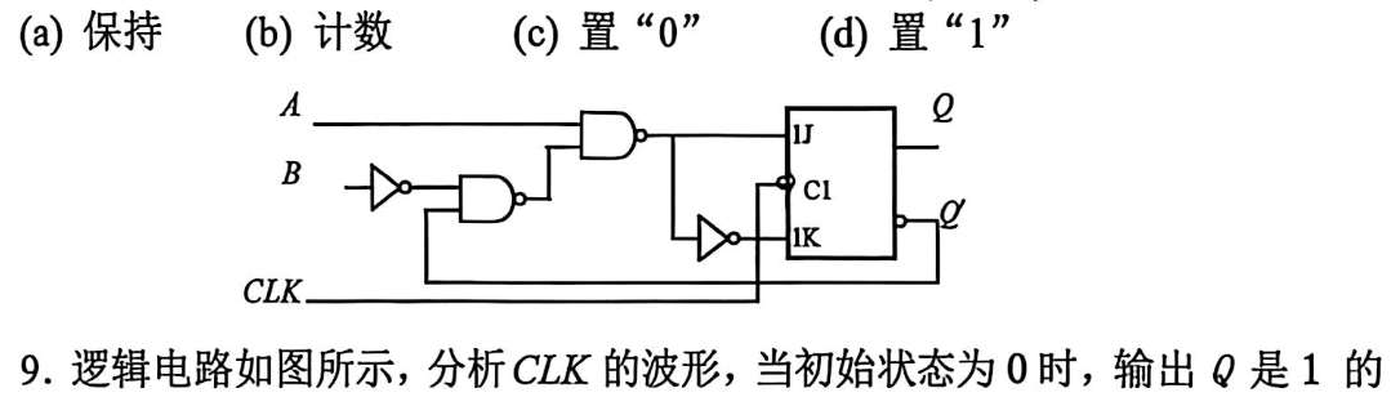 (a) 保持 (b) 计数 (c) 置“0” (d) 置“1”
A
Q
1J
B
C1
Q'
1K
CLK
9. 逻辑电路如图所示, 分析 CLK 的波形, 当初始状态为 0 时, 输出 Q 是 1 的